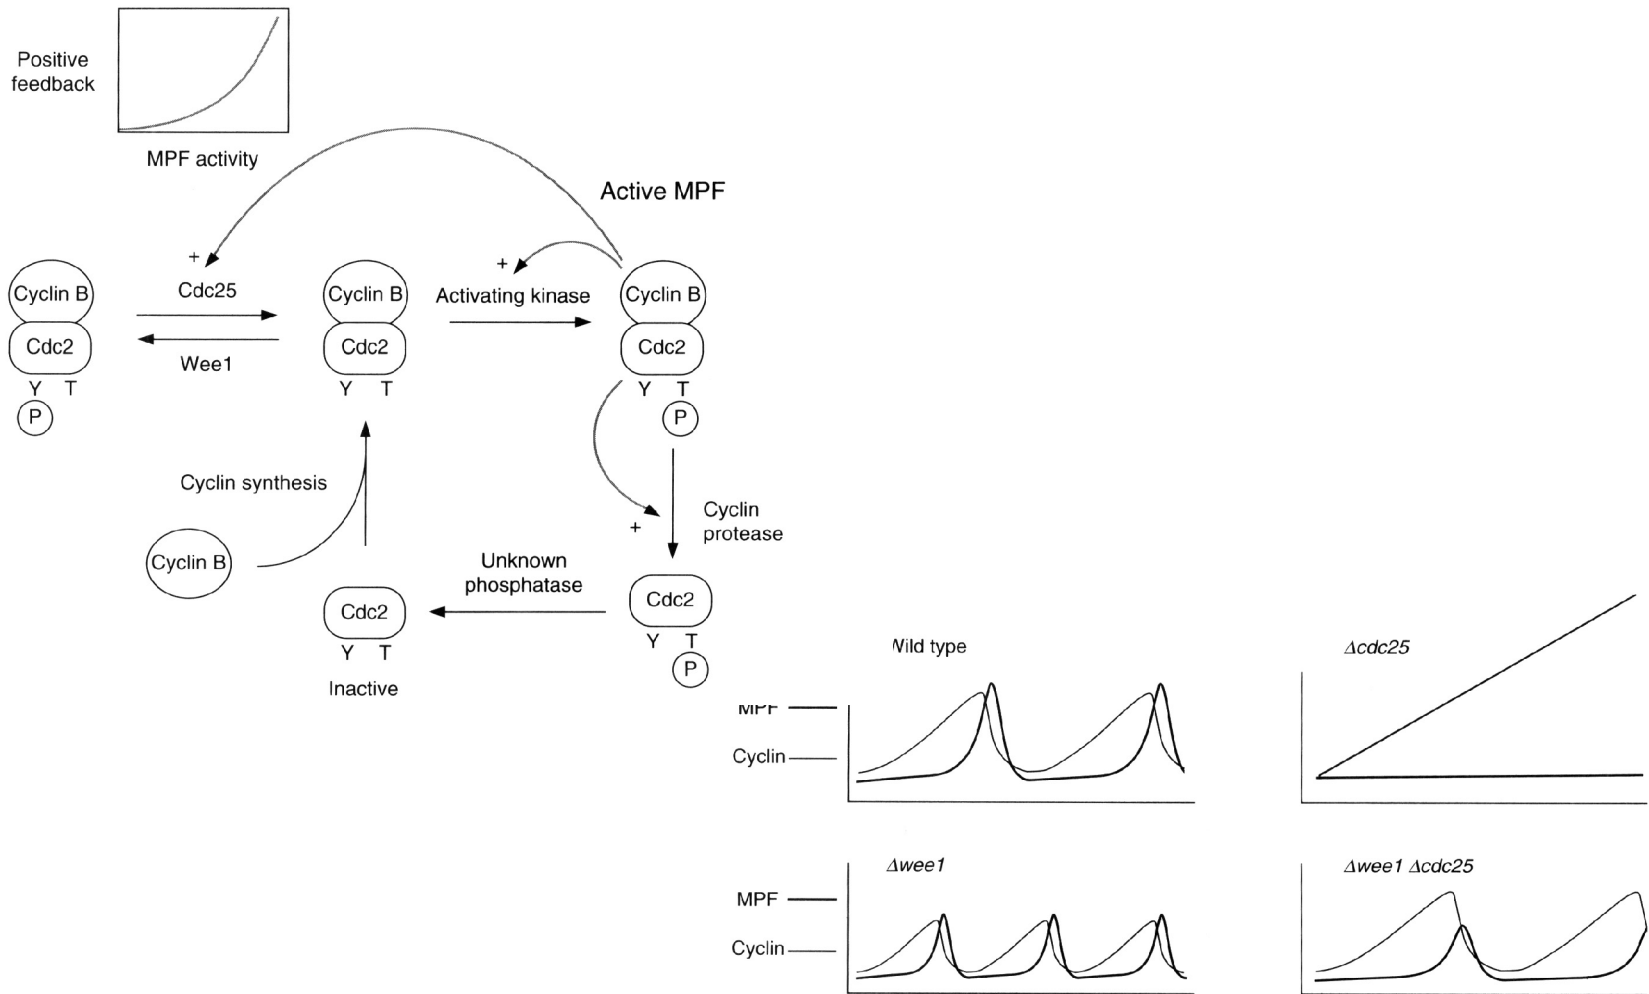 Positive
feedback
MPF activity
Active MPF
+
Cdc25
+
Activating kinase
Cyclin B
Cdc2
Y T
P
Wee1
Cyclin B
Cdc2
Y T
Cyclin B
Cdc2
Y T
P
Cyclin synthesis
Cyclin B
+
Cyclin
protease
Unknown
phosphatase
Cdc2
Y T
Inactive
Cdc2
Y T
P
Wild type
MPF
Cyclin
Δcdc25
Δwee1
MPF
Cyclin
Δwee1 Δcdc25